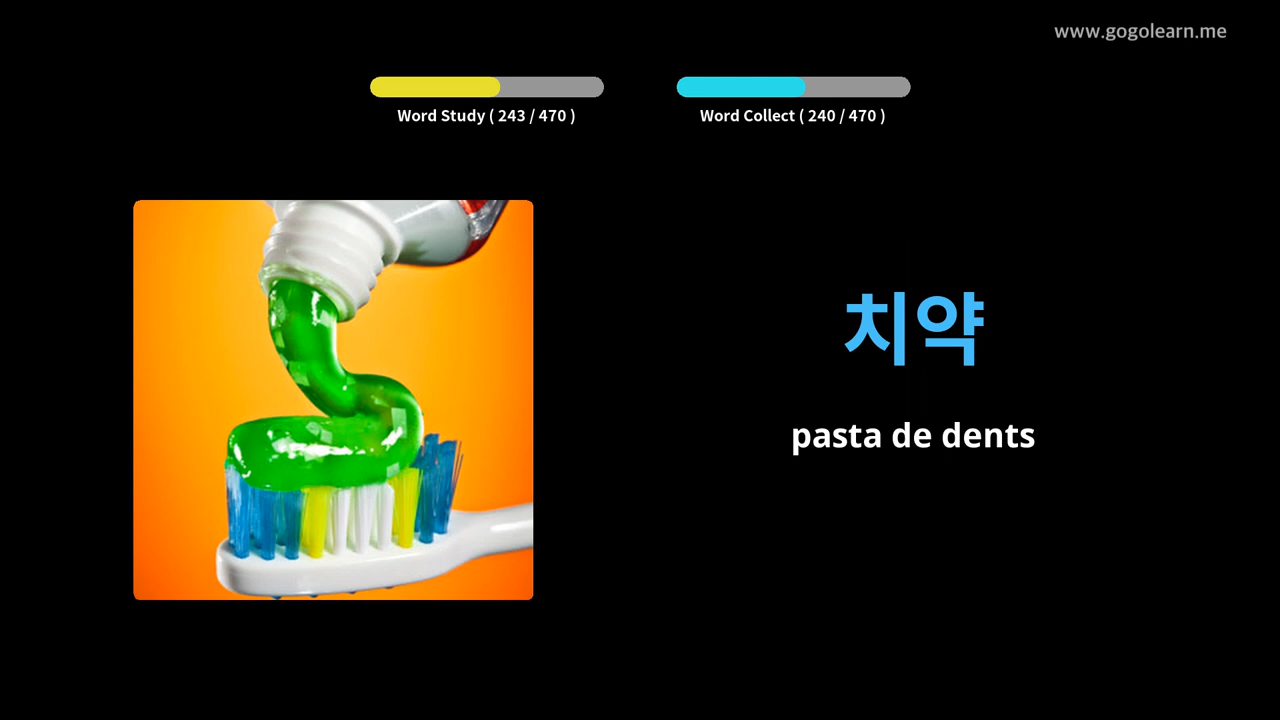 www.gogolearn.me
Word Study ( 243 / 470 )
Word Collect ( 240 / 470 )
치약
pasta de dents